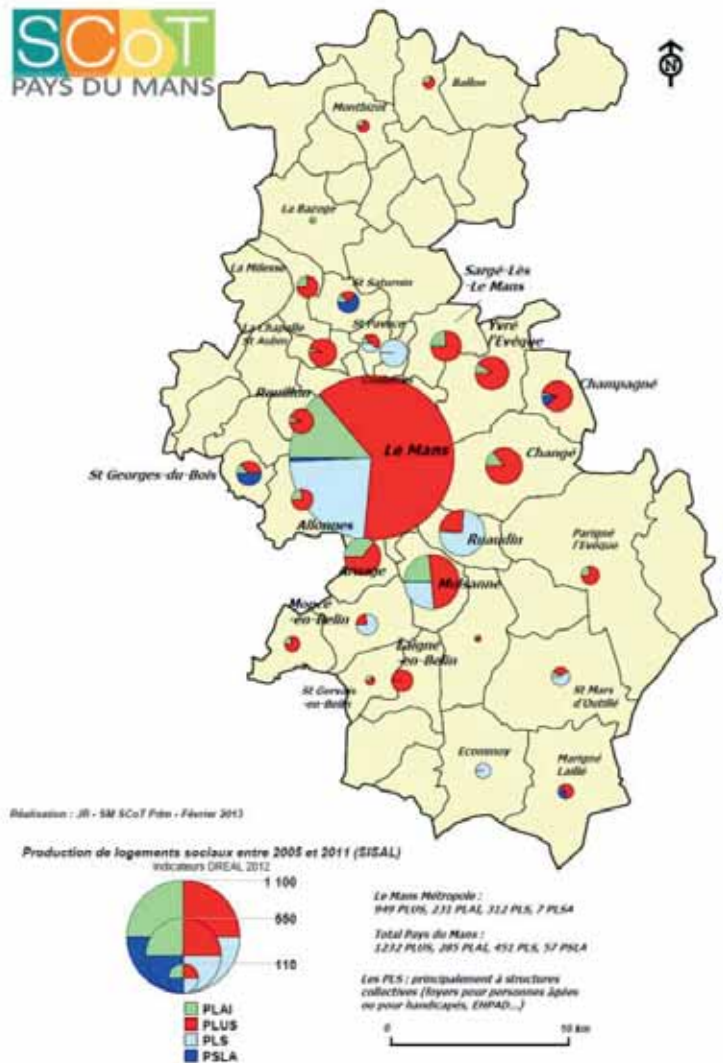 SCoT
PAYS DU MANS
N
Ballon
Montbizot
La Bazoge
La Milesse
St Saturnin
Sargé-Lès
-Le Mans
La Chapelle
St Aubin
St Pavace
Yvré
l'Evêque
Rouillon
Champagné
Le Mans
Changé
St Georges-du-Bois
Allonnes
Ruaudin
Parigné
l'Evêque
Arnage
Mulsanne
Moncé
-en-Belin
Laigné
-en-Belin
St Gervais
-en-Belin
St Mars
d'Outillé
Ecommoy
Marigné
Laillé
Réalisation : JR - SM SCoT Pdm - Février 2013
Production de logements sociaux entre 2005 et 2011 (SISAL)
Indicateurs DREAL 2012
1 100
550
110
PLAI
PLUS
PLS
PSLA
Le Mans Métropole :
949 PLUS, 231 PLAI, 312 PLS, 7 PLSA
Total Pays du Mans :
1232 PLUS, 285 PLAI, 451 PLS, 57 PSLA
Les PLS : principalement à structures
collectives (foyers pour personnes âgées
ou pour handicapés, EHPAD...)
0
10 km